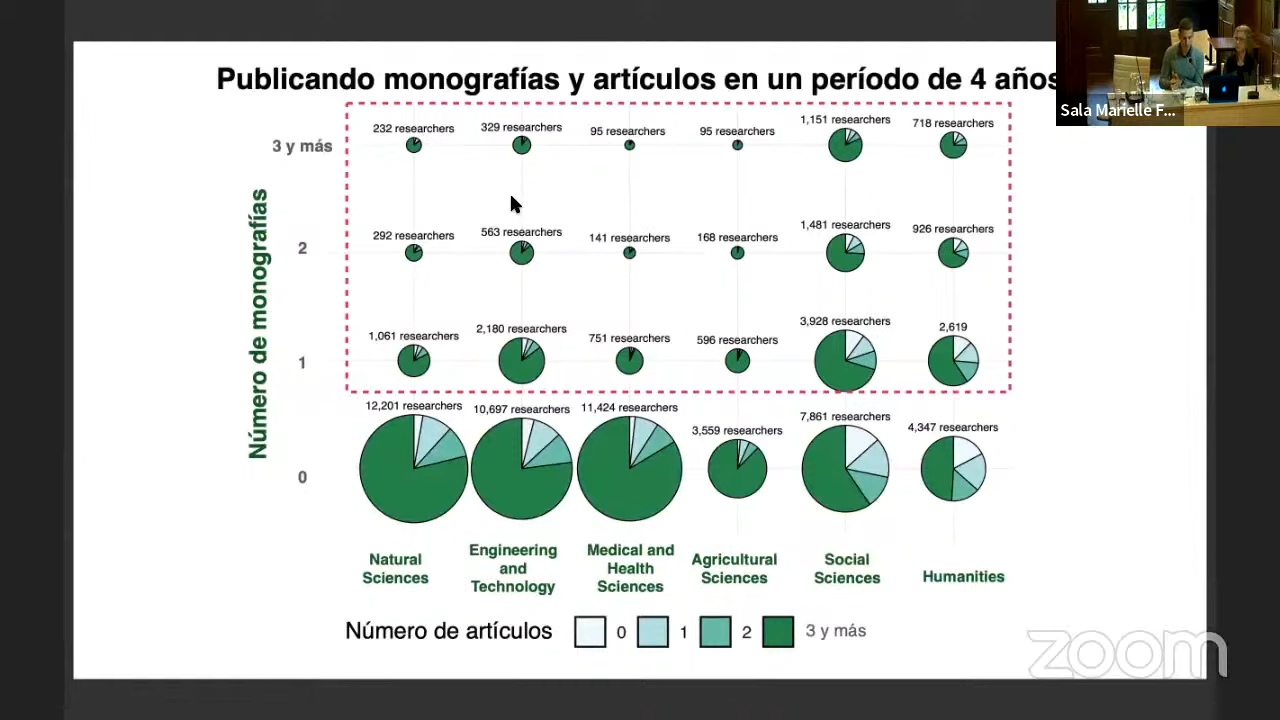 Publicando monografías y artículos en un período de 4 años
Sala Marielle F...
232 researchers
329 researchers
95 researchers
95 researchers
1,151 researchers
718 researchers
3 y más
292 researchers
563 researchers
141 researchers
168 researchers
1,481 researchers
926 researchers
2
1,061 researchers
2,180 researchers
751 researchers
596 researchers
3,928 researchers
2,619
1
Número de monografías
12,201 researchers
10,697 researchers
11,424 researchers
3,559 researchers
7,861 researchers
4,347 researchers
0
Natural
Sciences
Engineering
and
Technology
Medical and
Health
Sciences
Agricultural
Sciences
Social
Sciences
Humanities
Número de artículos 0 1 2 3 y más
zoom